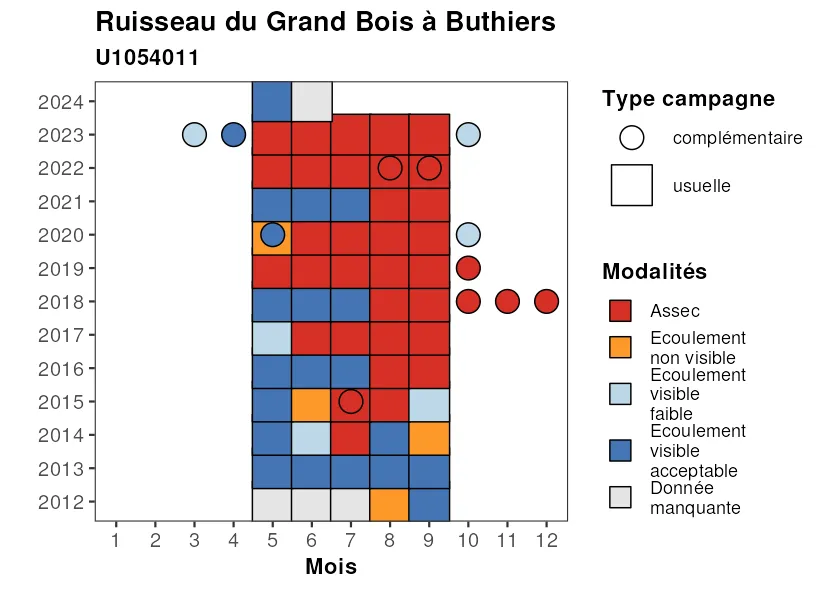 Ruisseau du Grand Bois à Buthiers
U1054011
2024
2023
2022
2021
2020
2019
2018
2017
2016
2015
2014
2013
2012
1 2 3 4 5 6 7 8 9 10 11 12
Mois
Type campagne
complémentaire
usuelle
Modalités
Assec
Ecoulement
non visible
Ecoulement
visible
faible
Ecoulement
visible
acceptable
Donnée
manquante